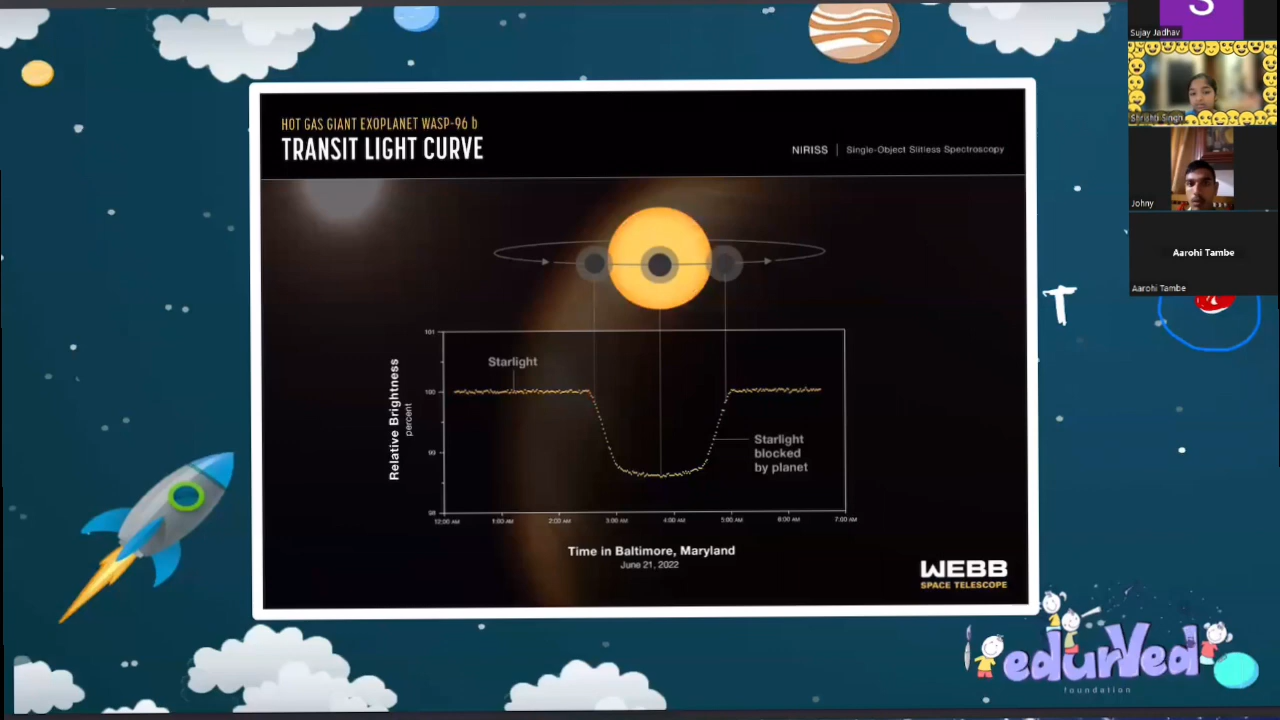 HOT GAS GIANT EXOPLANET WASP-96 b
TRANSIT LIGHT CURVE
NIRISS | Single-Object Slitless Spectroscopy
Starlight
Starlight
blocked
by planet
Relative Brightness
percent
101
100
99
98
12:00 AM 1:00 AM 2:00 AM 3:00 AM 4:00 AM 5:00 AM 6:00 AM 7:00 AM
Time in Baltimore, Maryland
June 21, 2022
WEBB
SPACE TELESCOPE
edurVed
foundation
T
S
Sujay Jadhav
Shrishti Singh
Johny
Aarohi Tambe
Aarohi Tambe